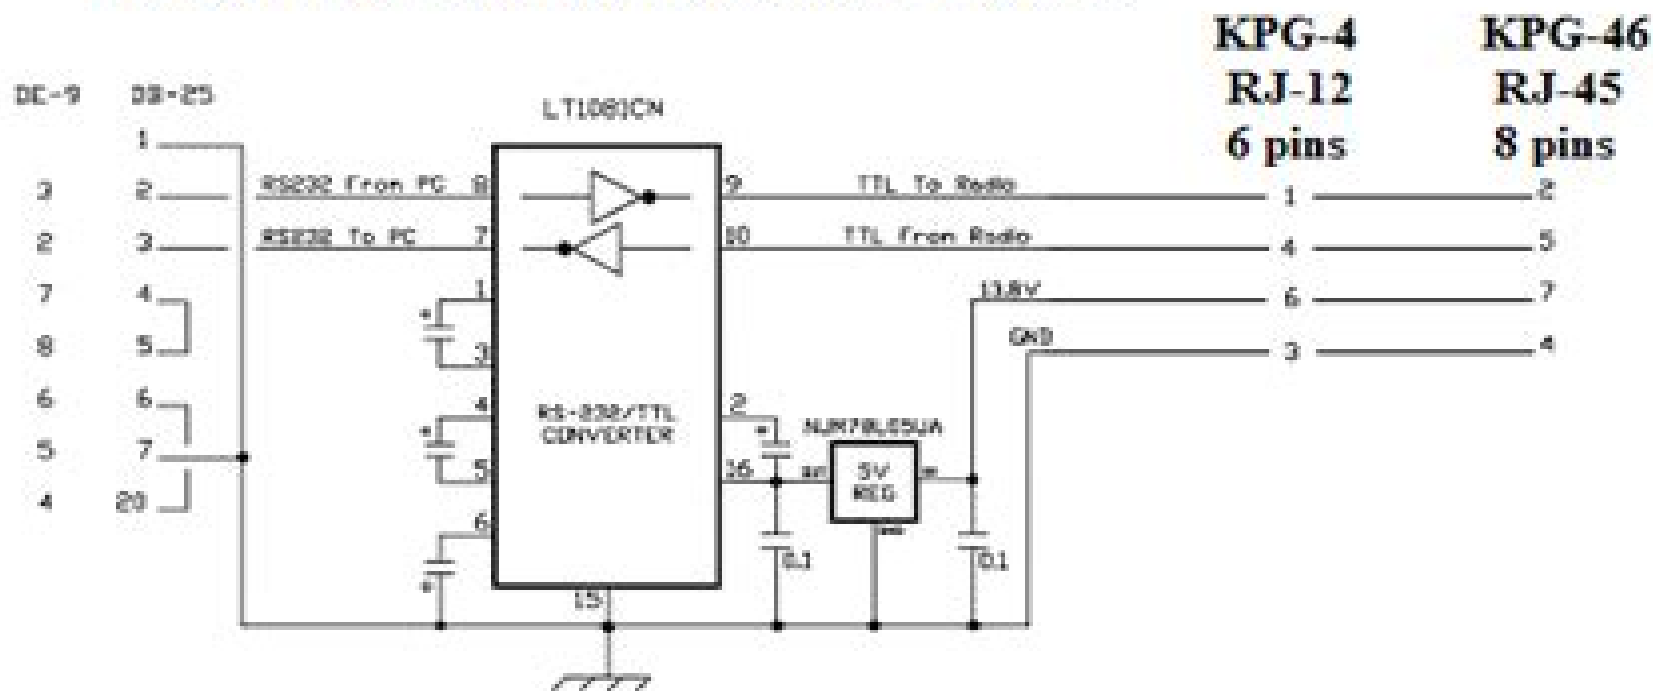 KPG-4 KPG-46
RJ-12 RJ-45
6 pins 8 pins
DE-9 DB-25
LT1081CN
1
3 2 RS232 From PC 8 9 TTL To Radio 1 2
2 3 RS232 To PC 7 10 TTL From Radio 4 5
7 4 1 13.8V 6 7
8 5 3 GND 3 4
6 6 4 2
RS-232/TTL
CONVERTER
5 7 5 16 5V
REG
4 20 6
0.1 0.1
15